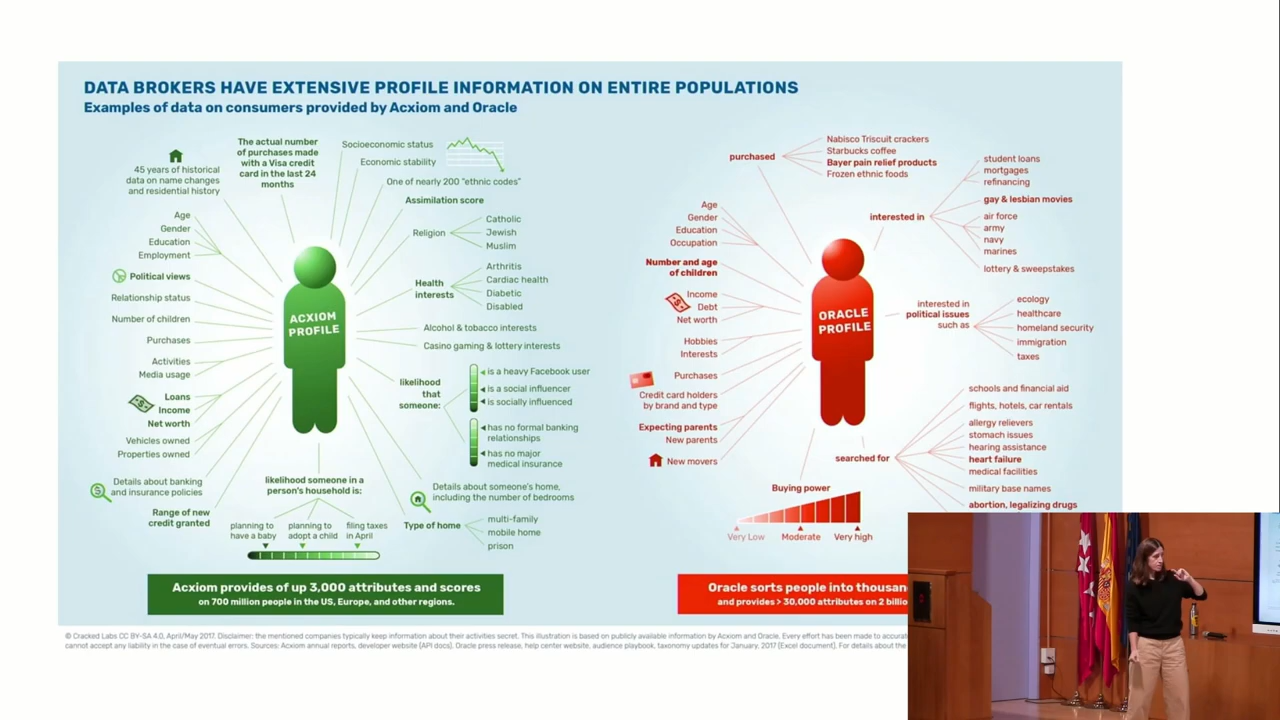 DATA BROKERS HAVE EXTENSIVE PROFILE INFORMATION ON ENTIRE POPULATIONS
Examples of data on consumers provided by Acxiom and Oracle
45 years of historical
data on name changes
and residential history
The actual number
of purchases made
with a Visa credit
card in the last 24
months
Socioeconomic status
Economic stability
One of nearly 200 "ethnic codes"
Assimilation score
Religion
Catholic
Jewish
Muslim
Health
interests
Arthritis
Cardiac health
Diabetic
Disabled
Alcohol & tobacco interests
Casino gaming & lottery interests
likelihood
that
someone:
is a heavy Facebook user
is a social influencer
is socially influenced
has no formal banking
relationships
has no major
medical insurance
Details about someone's home,
including the number of bedrooms
Type of home
multi-family
mobile home
prison
Age
Gender
Education
Employment
Political views
Relationship status
Number of children
Purchases
Activities
Media usage
Loans
Income
Net worth
Vehicles owned
Properties owned
Details about banking
and insurance policies
Range of new
credit granted
likelihood someone in a
person's household is:
planning to
have a baby
planning to
adopt a child
filing taxes
in April
ACXIOM
PROFILE
Acxiom provides of up 3,000 attributes and scores
on 700 million people in the US, Europe, and other regions.
purchased
Nabisco Triscuit crackers
Starbucks coffee
Bayer pain relief products
Frozen ethnic foods
interested in
student loans
mortgages
refinancing
gay & lesbian movies
air force
army
navy
marines
lottery & sweepstakes
interested in
political issues
such as
ecology
healthcare
homeland security
immigration
taxes
searched for
schools and financial aid
flights, hotels, car rentals
allergy relievers
stomach issues
hearing assistance
heart failure
medical facilities
military base names
abortion, legalizing drugs
Age
Gender
Education
Occupation
Number and age
of children
Income
Debt
Net worth
Hobbies
Interests
Purchases
Credit card holders
by brand and type
Expecting parents
New parents
New movers
ORACLE
PROFILE
Buying power
Very Low
Moderate
Very high
Oracle sorts people into thousan
and provides > 30,000 attributes on 2 billio
© Cracked Labs CC BY-SA 4.0, April/May 2017. Disclaimer: the mentioned companies typically keep information about their activities secret. This illustration is based on publicly available information by Acxiom and Oracle. Every effort has been made to accurat
cannot accept any liability in the case of eventual errors. Sources: Acxiom annual reports, developer website (API docs). Oracle press release, help center website, audience playbook, taxonomy updates for January, 2017 (Excel document). For details about the